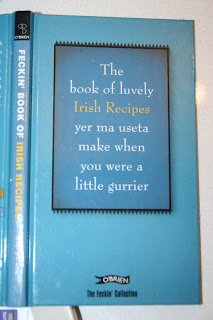 O'BRIEN
FECKIN' BOOK OF IRISH RECIPES
The
book of luvely
Irish Recipes
yer ma useta
make when
you were a
little gurrier
O'BRIEN
The Feckin' Collection